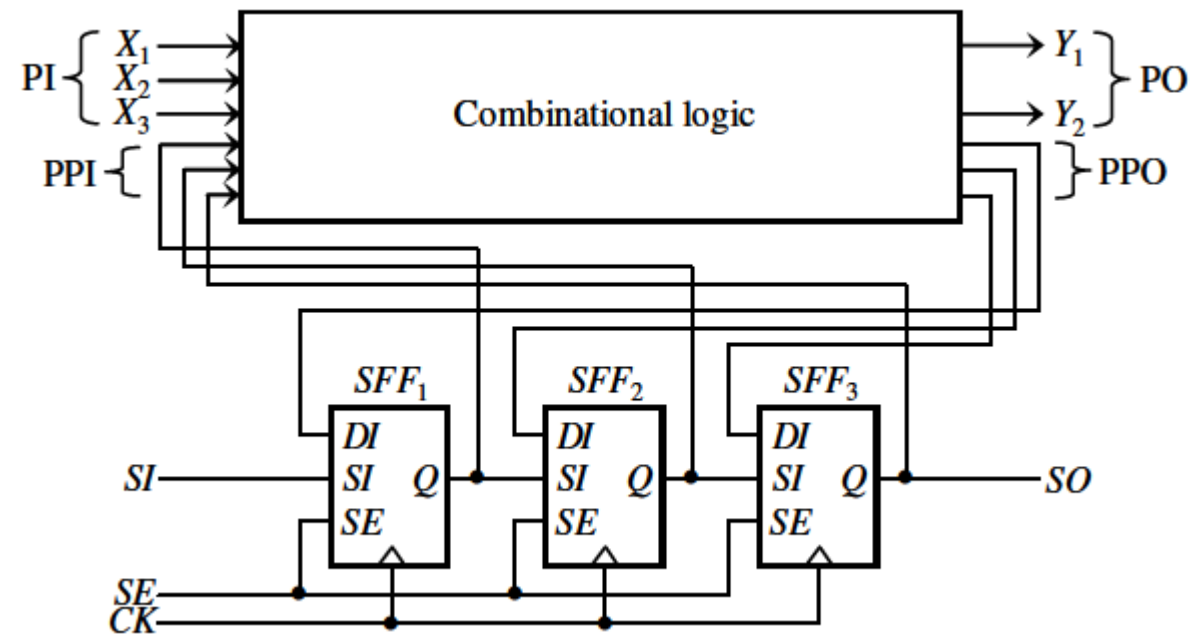 PI X₁ Y₁ PO
X₂
X₃ Combinational logic Y₂
PPI PPO
SFF₁ SFF₂ SFF₃
DI DI DI
SI SI Q SI Q SI Q SO
SE SE SE
SE
CK